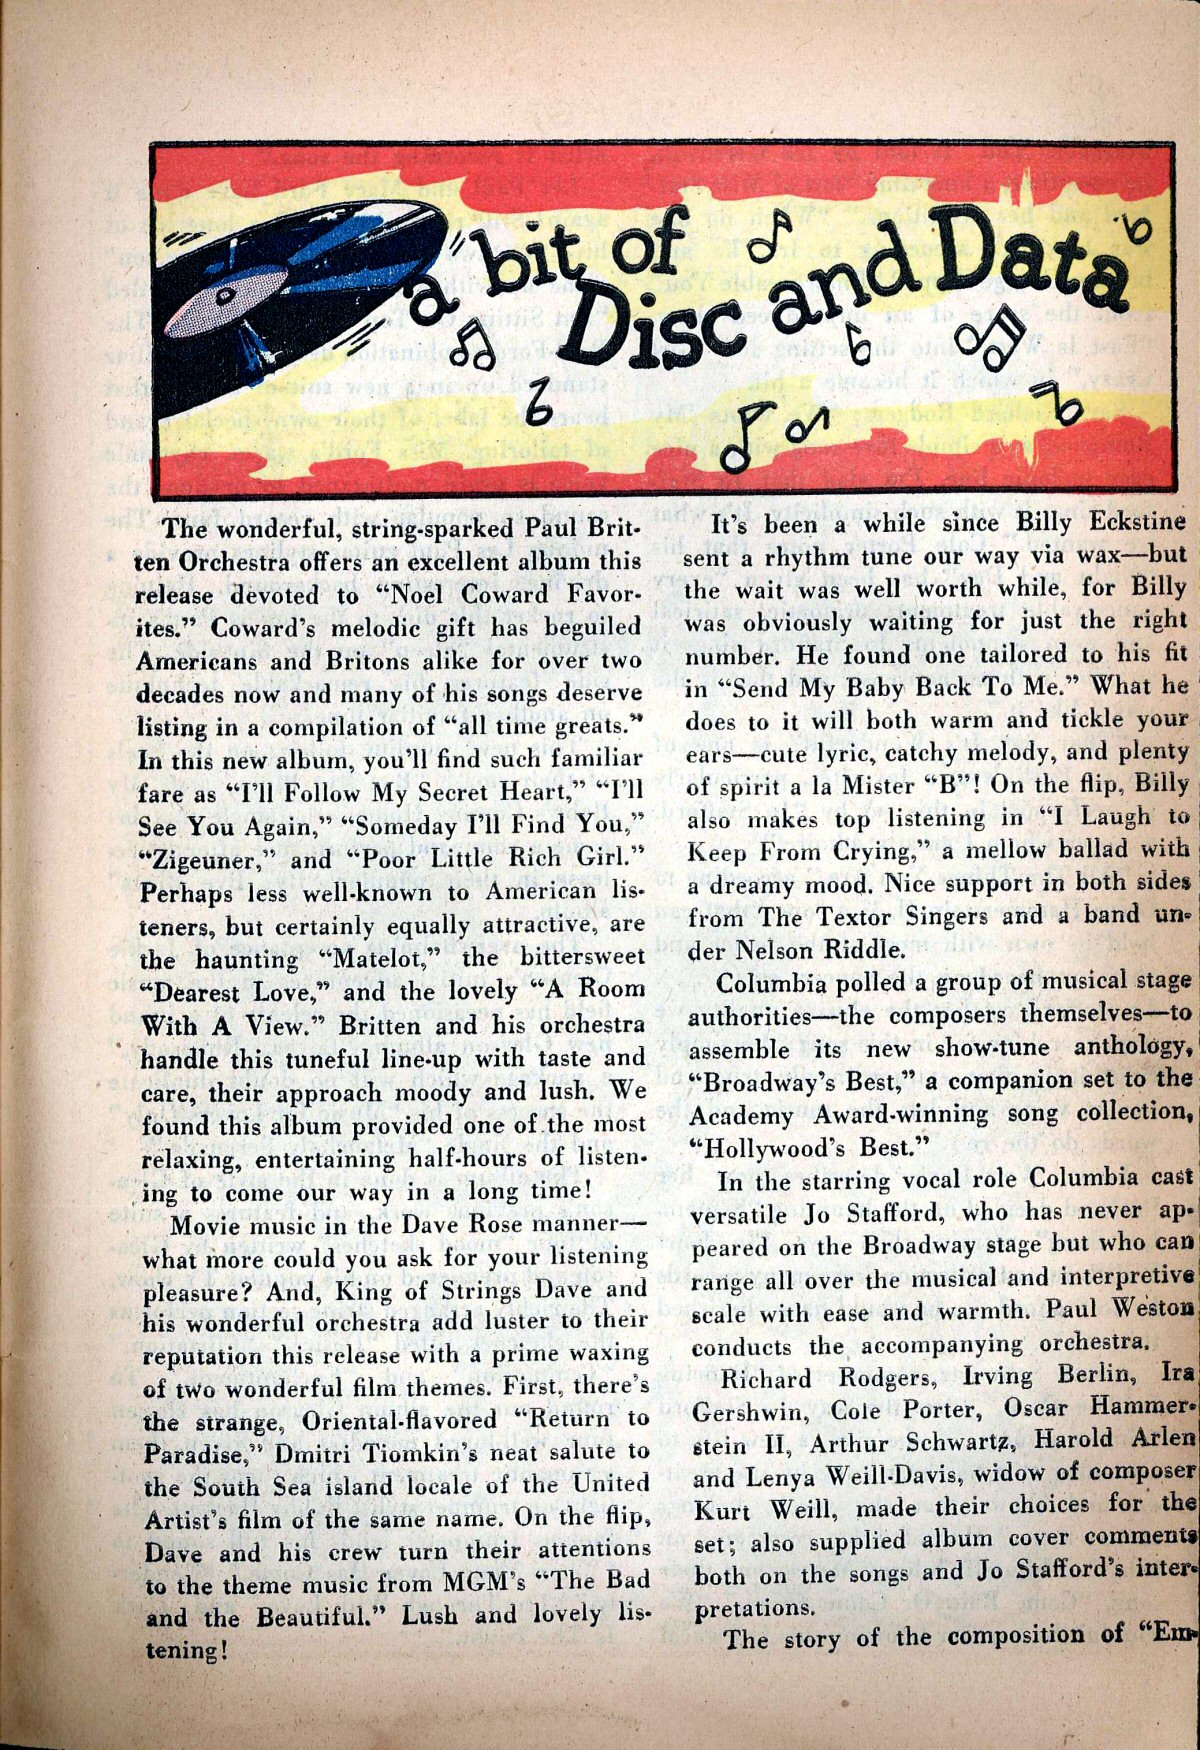 a bit of
Disc and Data
The wonderful, string-sparked Paul Brit-
ten Orchestra offers an excellent album this
release devoted to “Noel Coward Favor-
ites.” Coward’s melodic gift has beguiled
Americans and Britons alike for over two
decades now and many of his songs deserve
listing in a compilation of “all time greats.”
In this new album, you’ll find such familiar
fare as “I’ll Follow My Secret Heart,” “I’ll
See You Again,” “Someday I’ll Find You,”
“Zigeuner,” and “Poor Little Rich Girl.”
Perhaps less well-known to American lis-
teners, but certainly equally attractive, are
the haunting “Matelot,” the bittersweet
“Dearest Love,” and the lovely “A Room
With A View.” Britten and his orchestra
handle this tuneful line-up with taste and
care, their approach moody and lush. We
found this album provided one of the most
relaxing, entertaining half-hours of listen-
ing to come our way in a long time!
Movie music in the Dave Rose manner—
what more could you ask for your listening
pleasure? And, King of Strings Dave and
his wonderful orchestra add luster to their
reputation this release with a prime waxing
of two wonderful film themes. First, there’s
the strange, Oriental-flavored “Return to
Paradise,” Dmitri Tiomkin’s neat salute to
the South Sea island locale of the United
Artist’s film of the same name. On the flip,
Dave and his crew turn their attentions
to the theme music from MGM’s “The Bad
and the Beautiful.” Lush and lovely lis-
tening!
It’s been a while since Billy Eckstine
sent a rhythm tune our way via wax—but
the wait was well worth while, for Billy
was obviously waiting for just the right
number. He found one tailored to his fit
in “Send My Baby Back To Me.” What he
does to it will both warm and tickle your
ears—cute lyric, catchy melody, and plenty
of spirit a la Mister “B”! On the flip, Billy
also makes top listening in “I Laugh to
Keep From Crying,” a mellow ballad with
a dreamy mood. Nice support in both sides
from The Textor Singers and a band un-
der Nelson Riddle.
Columbia polled a group of musical stage
authorities—the composers themselves—to
assemble its new show-tune anthology,
“Broadway’s Best,” a companion set to the
Academy Award-winning song collection,
“Hollywood’s Best.”
In the starring vocal role Columbia cast
versatile Jo Stafford, who has never ap-
peared on the Broadway stage but who can
range all over the musical and interpretive
scale with ease and warmth. Paul Weston
conducts the accompanying orchestra.
Richard Rodgers, Irving Berlin, Ira
Gershwin, Cole Porter, Oscar Hammer-
stein II, Arthur Schwartz, Harold Arlen
and Lenya Weill-Davis, widow of composer
Kurt Weill, made their choices for the
set; also supplied album cover comments
both on the songs and Jo Stafford’s inter-
pretations.
The story of the composition of “Em-